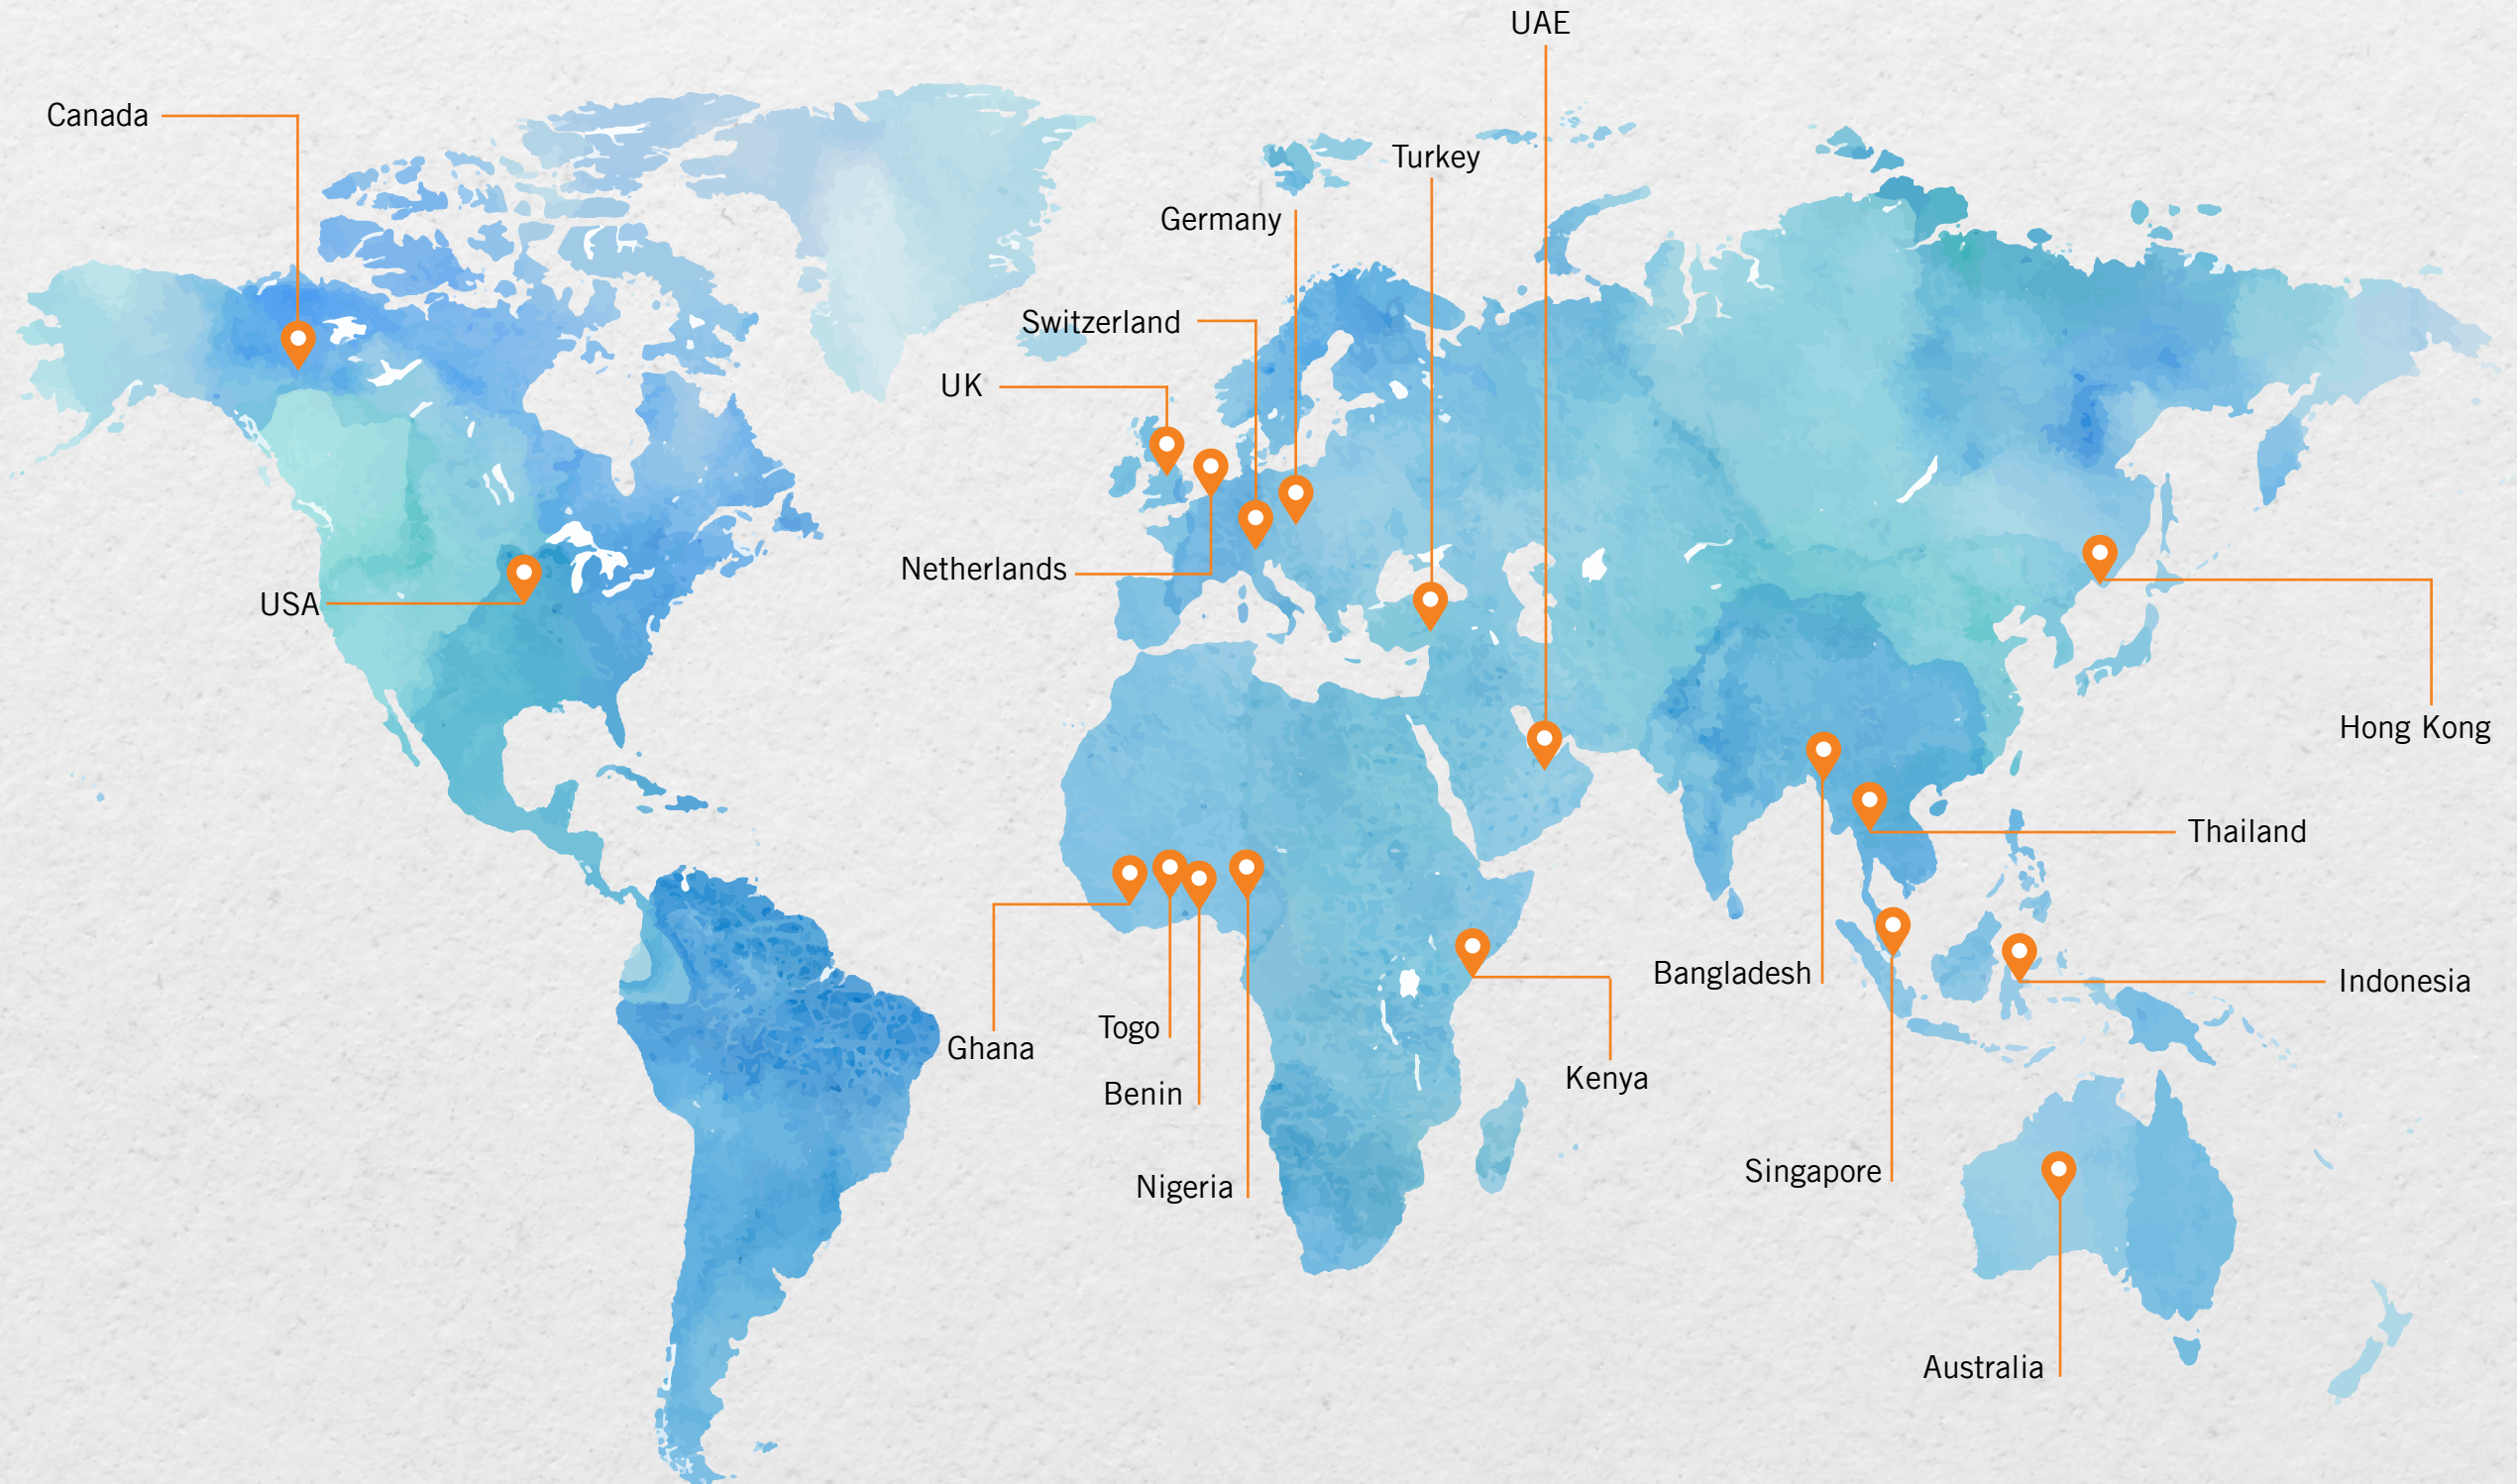 UAE
Canada
Turkey
Germany
Switzerland
UK
Netherlands
USA
Hong Kong
Thailand
Bangladesh
Indonesia
Togo
Ghana
Kenya
Benin
Singapore
Nigeria
Australia